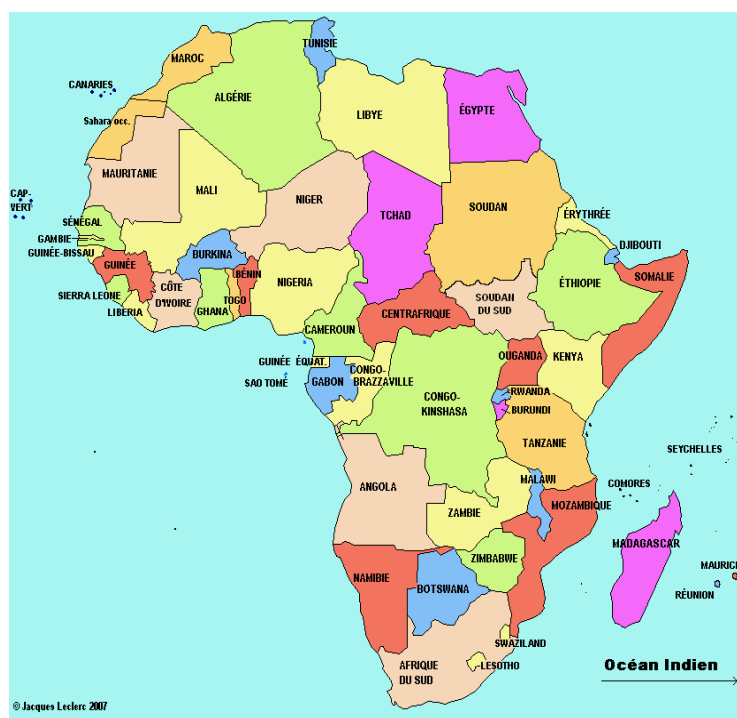 TUNISIE
MAROC
CANARIES
ALGÉRIE
LIBYE
ÉGYPTE
Sahara occ.
MAURITANIE
MALI
NIGER
TCHAD
SOUDAN
CAP-
VERT
SÉNÉGAL
GAMBIE
GUINÉE-BISSAU
GUINÉE
SIERRA LEONE
LIBERIA
CÔTE
D'IVOIRE
BURKINA
GHANA
TOGO
BÉNIN
NIGERIA
ÉRYTHRÉE
DJIBOUTI
ÉTHIOPIE
SOMALIE
SOUDAN
DU SUD
CENTRAFRIQUE
CAMEROUN
GUINÉE ÉQUAT.
SAO TOMÉ
GABON
CONGO-
BRAZZAVILLE
CONGO-
KINSHASA
OUGANDA
KENYA
RWANDA
BURUNDI
TANZANIE
SEYCHELLES
COMORES
ANGOLA
ZAMBIE
MALAWI
MOZAMBIQUE
MADAGASCAR
MAURIC
RÉUNION
ZIMBABWE
NAMIBIE
BOTSWANA
SWAZILAND
LESOTHO
AFRIQUE
DU SUD
Océan Indien
© Jacques Leclerc 2007